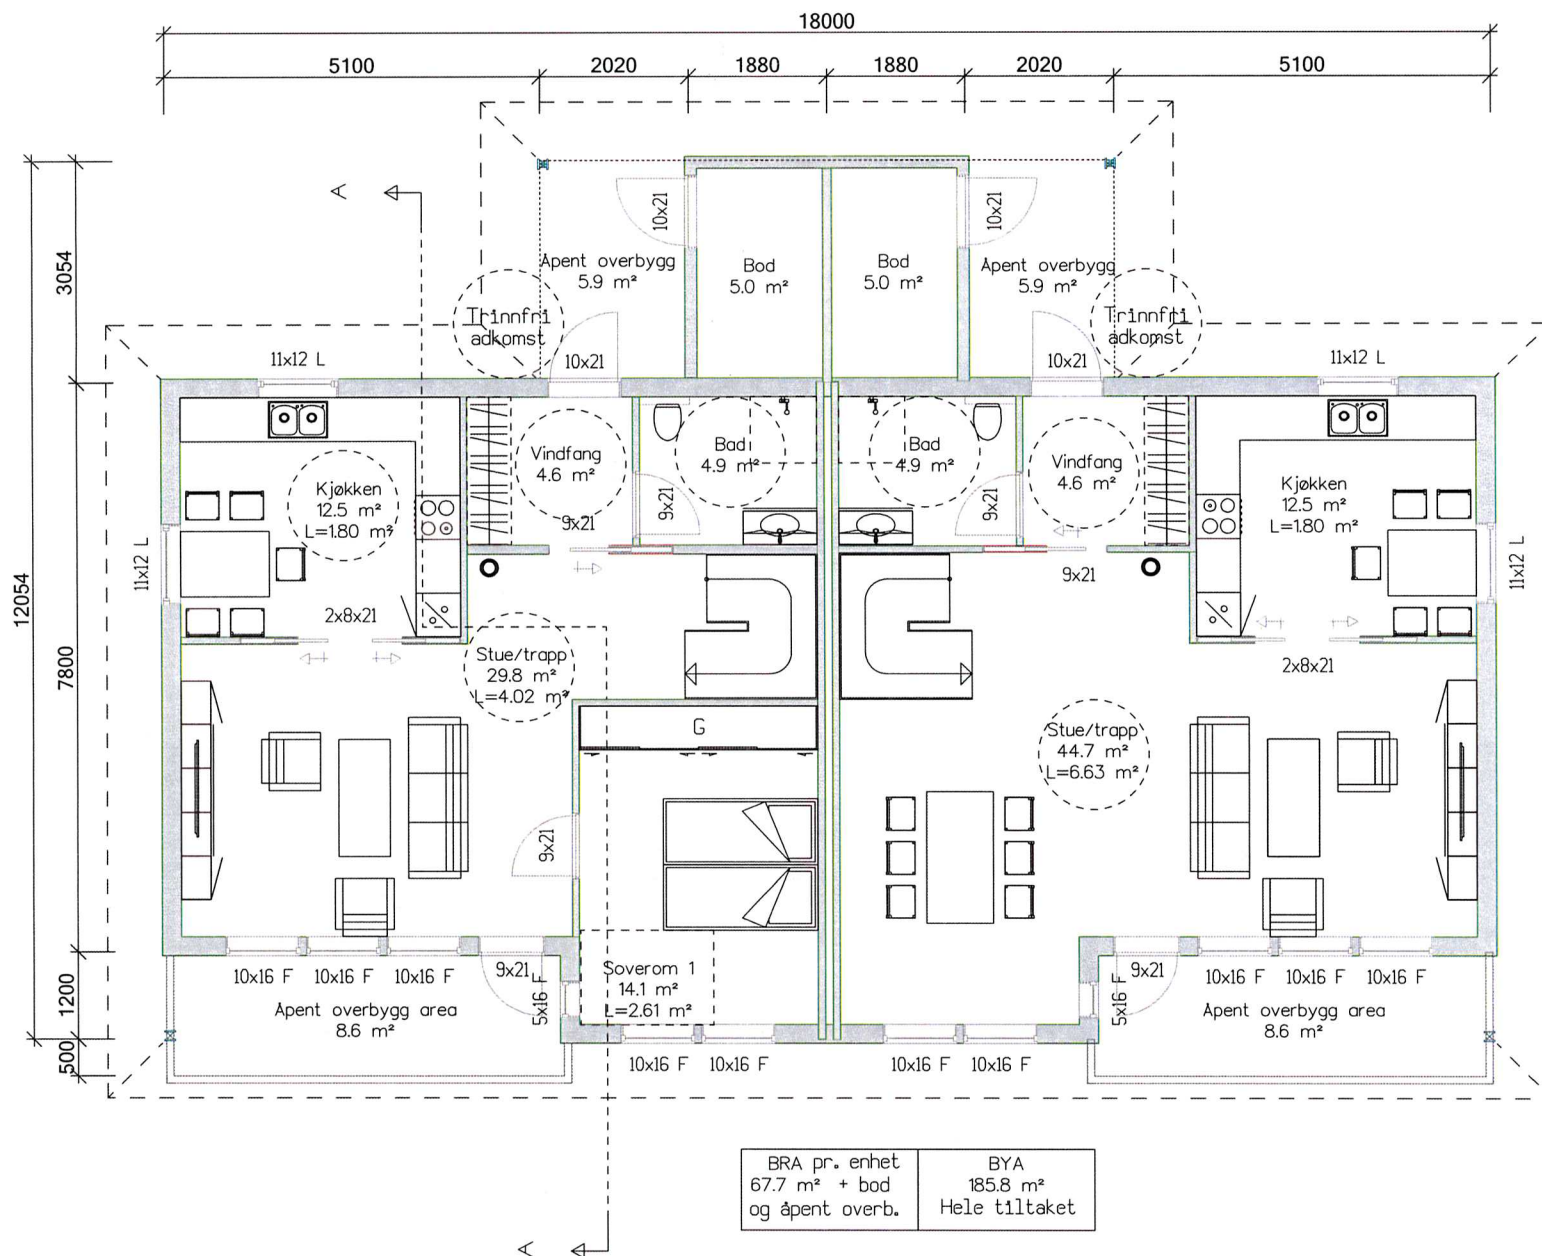 18000
5100
2020
1880
1880
2020
5100
12054
3054
7800
1200
500
A
10x21
10x21
Åpent overbygg
5.9 m²
Bod
5.0 m²
Bod
5.0 m²
Åpent overbygg
5.9 m²
Trinnfri
adkomst
Trinnfri
adkomst
11x12 L
10x21
10x21
11x12 L
Vindfang
4.6 m²
9x21
Bad
4.9 m²
9x21
Bad
4.9 m²
9x21
Vindfang
4.6 m²
9x21
Kjøkken
12.5 m²
L=1.80 m²
Kjøkken
12.5 m²
L=1.80 m²
11x12 L
11x12 L
2x8x21
2x8x21
Stue/trapp
29.8 m²
L=4.02 m²
G
Stue/trapp
44.7 m²
L=6.63 m²
9x21
10x16 F
10x16 F
10x16 F
9x21
5x16 F
Soverom 1
14.1 m²
L=2.61 m²
5x16 F
9x21
10x16 F
10x16 F
10x16 F
Åpent overbygg area
8.6 m²
Åpent overbygg area
8.6 m²
10x16 F
10x16 F
10x16 F
10x16 F
BRA pr. enhet
67.7 m² + bod
og åpent overb.
BYA
185.8 m²
Hele tiltaket
A